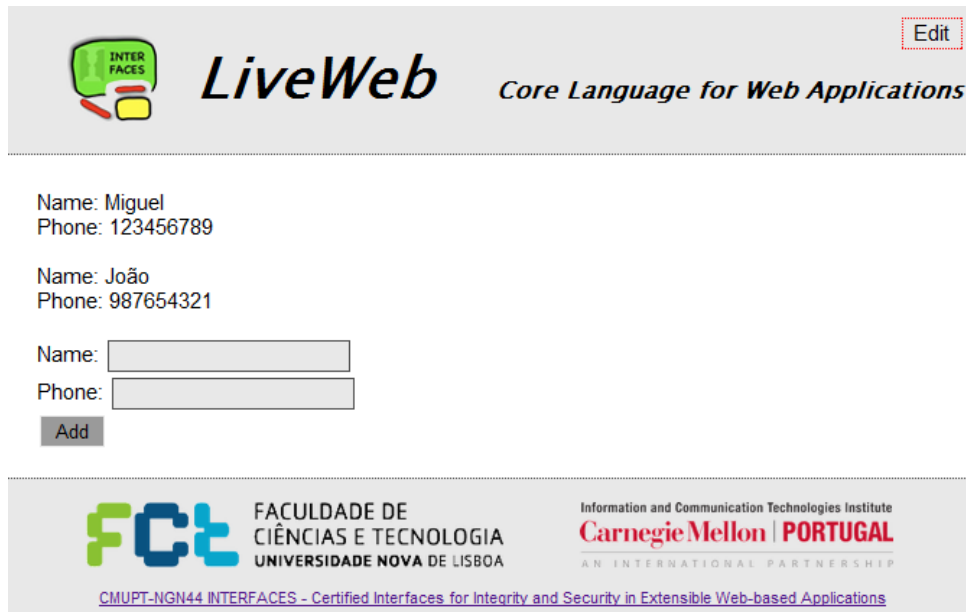 INTER
FACES
LiveWeb
Core Language for Web Applications
Edit
Name: Miguel
Phone: 123456789
Name: João
Phone: 987654321
Name:
Phone:
Add
FCt
FACULDADE DE
CIÊNCIAS E TECNOLOGIA
UNIVERSIDADE NOVA DE LISBOA
Information and Communication Technologies Institute
Carnegie Mellon | PORTUGAL
AN INTERNATIONAL PARTNERSHIP
CMUPT-NGN44 INTERFACES - Certified Interfaces for Integrity and Security in Extensible Web-based Applications